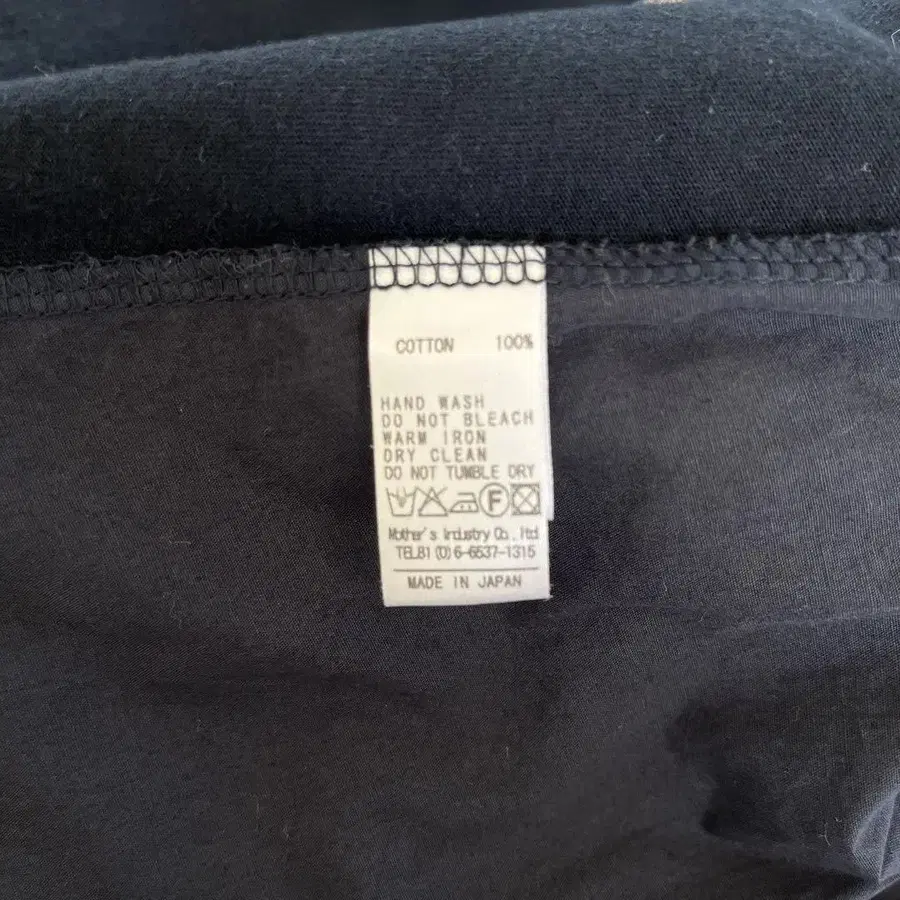 COTTON 100%
HAND WASH
DO NOT BLEACH
WARM IRON
DRY CLEAN
DO NOT TUMBLE DRY
F
Mother's Industry Co., ltd
TEL81 (0)6-6537-1315
MADE IN JAPAN